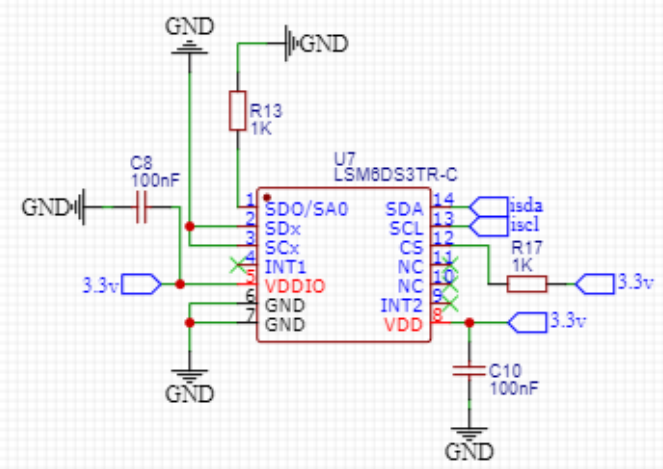 GND
GND
R13
1K
C8
100nF
U7
LSM6DS3TR-C
GND
1 SDO/SA0 SDA 14 isda
2 SDx SCL 13 iscl
3 SCx CS 12
R17
1K
4 INT1 NC 11
3.3v 5 VDDIO NC 10 3.3v
6 GND INT2 9
7 GND VDD 8 3.3v
C10
100nF
GND
GND